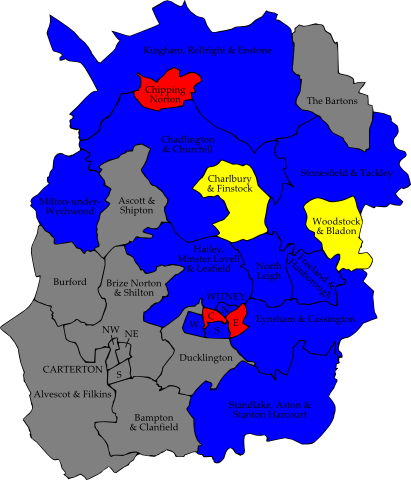 Kingham, Rollright & Enstone
Chipping
Norton
The Bartons
Chadlington
& Churchill
Stonesfield & Tackley
Charlbury
& Finstock
Milton-under-
Wychwood
Ascott &
Shipton
Woodstock
& Bladon
Hailey,
Minster Lovell
& Leafield
North
Leigh
Freeland &
Hanborough
Burford
Brize Norton
& Shilton
WITNEY
N
C
W
E
S
Eynsham & Cassington
NW
NE
Ducklington
CARTERTON
S
Alvescot & Filkins
Standlake, Aston &
Stanton Harcourt
Bampton
& Clanfield